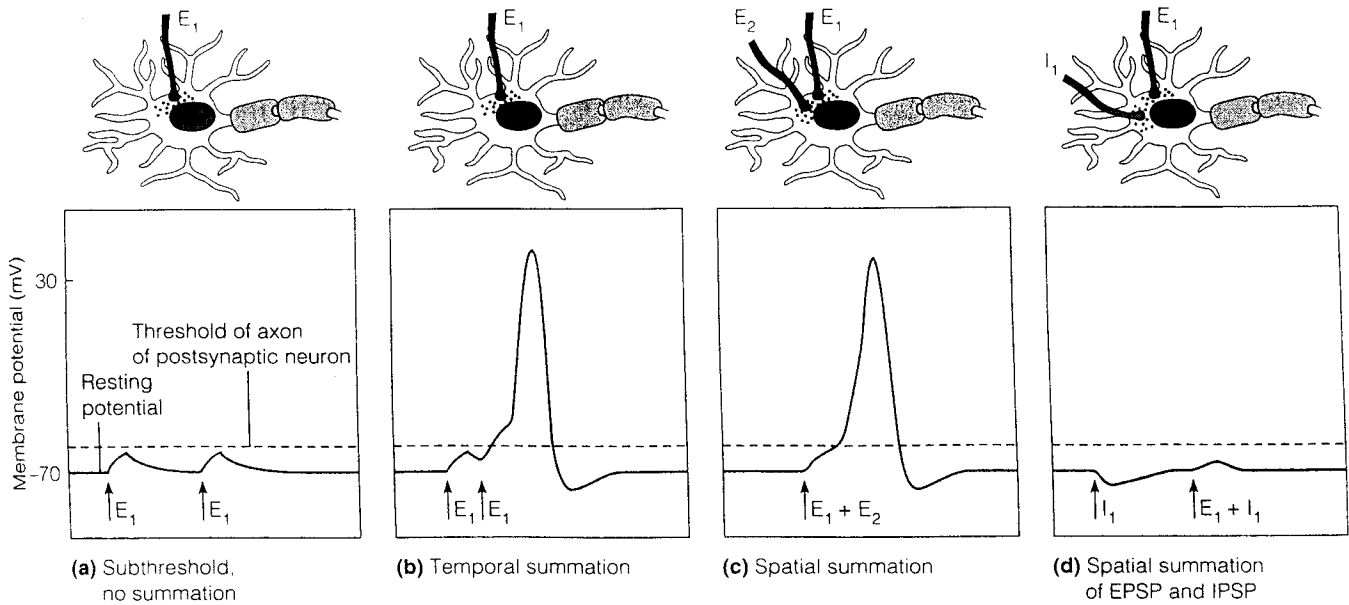 E₁
E₁
E₂
E₁
I₁
E₁
Membrane potential (mV)
30
-70
Threshold of axon
of postsynaptic neuron
Resting
potential
E₁
E₁
E₁
E₁
E₁ + E₂
I₁
E₁ + I₁
(a) Subthreshold,
no summation
(b) Temporal summation
(c) Spatial summation
(d) Spatial summation
of EPSP and IPSP